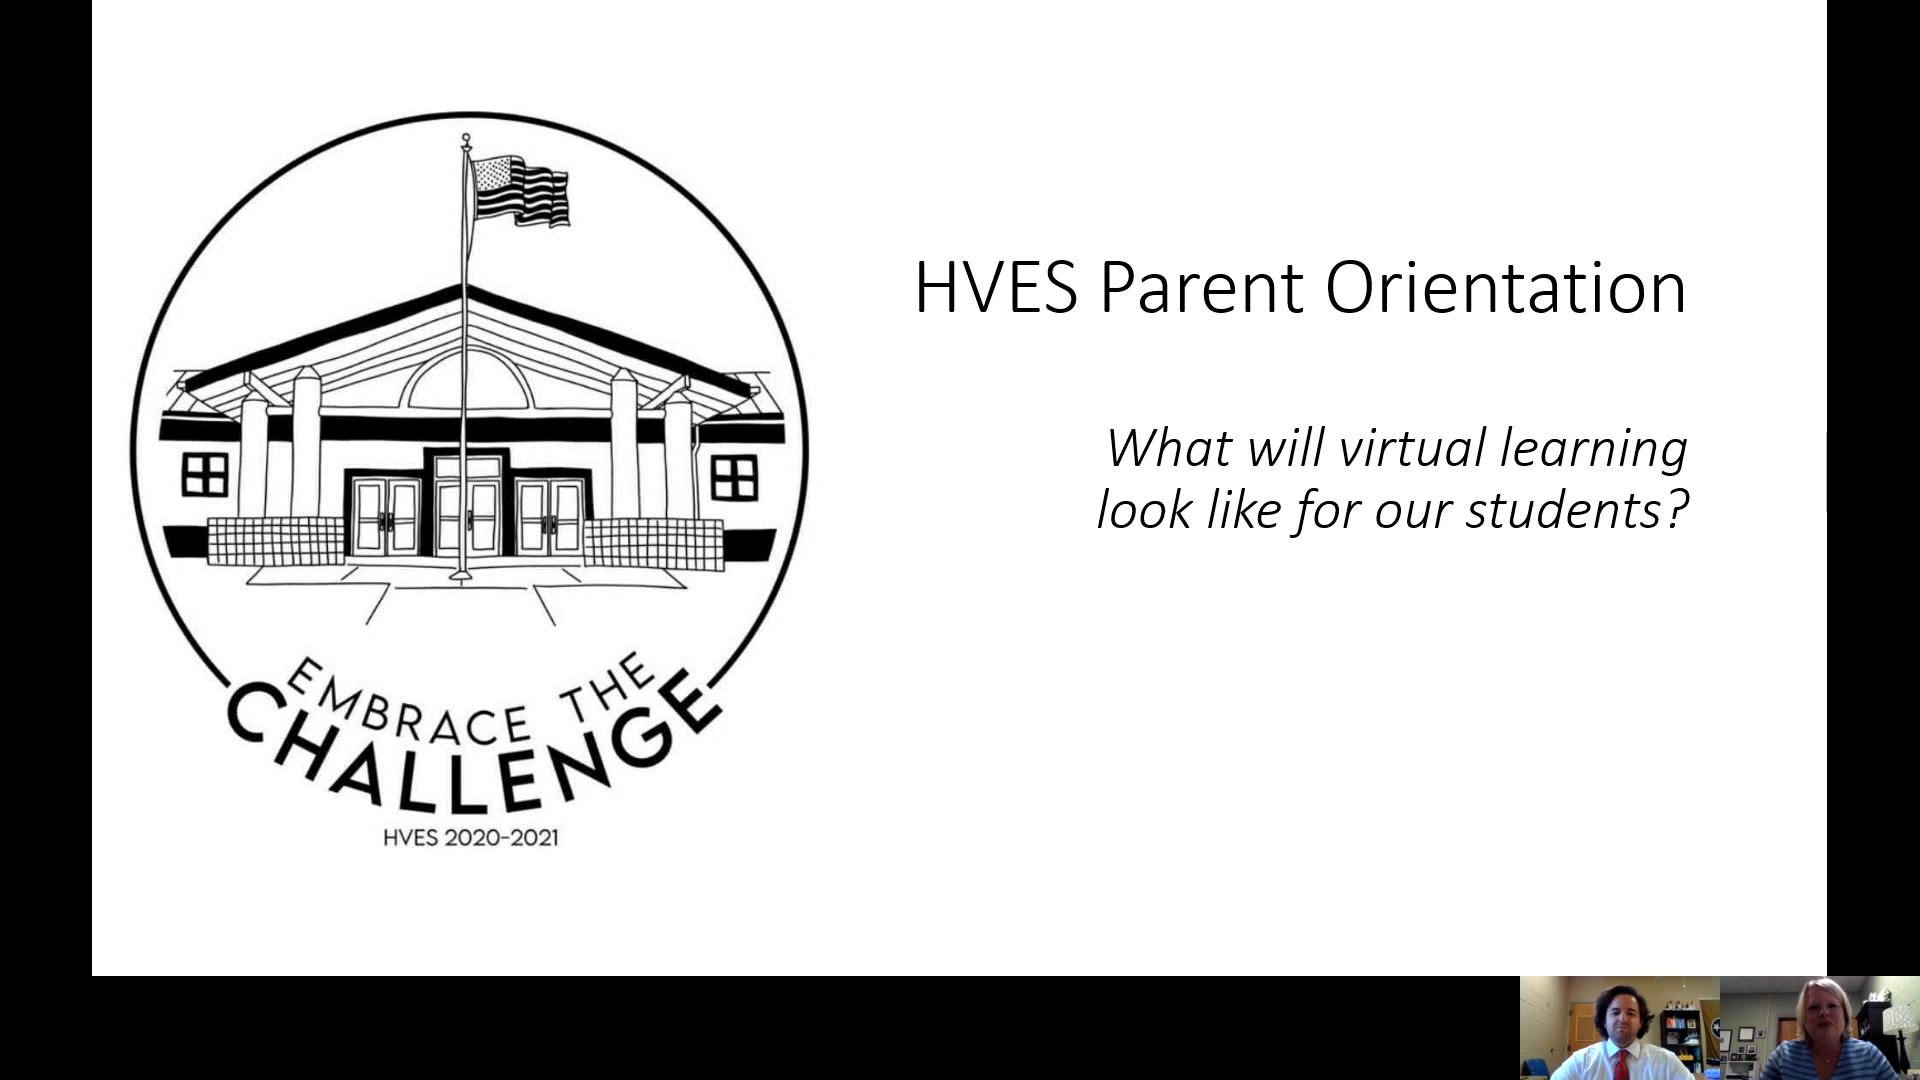 HVES Parent Orientation
What will virtual learning
look like for our students?
EMBRACE THE
CHALLENGE
HVES 2020-2021